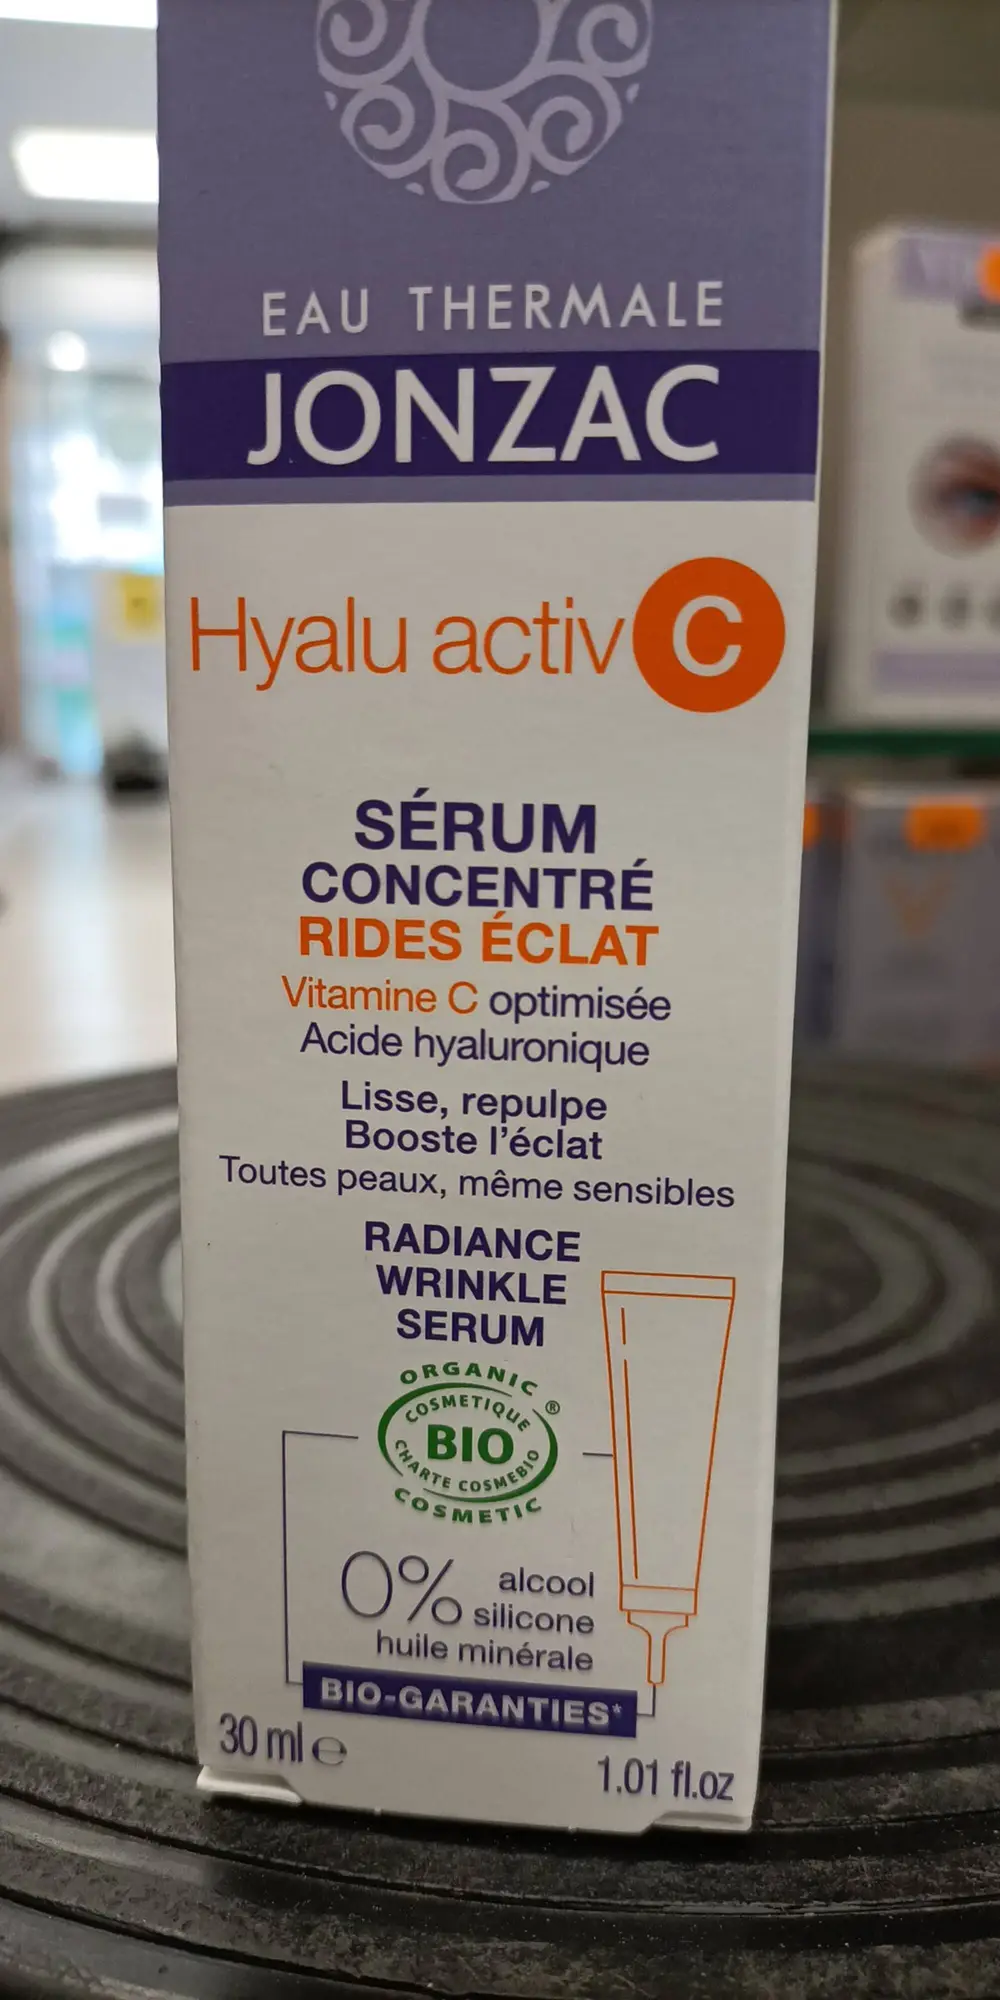 EAU THERMALE
JONZAC
Hyalu activ C
SÉRUM
CONCENTRÉ
RIDES ÉCLAT
Vitamine C optimisée
Acide hyaluronique
Lisse, repulpe
Booste l'éclat
Toutes peaux, même sensibles
RADIANCE
WRINKLE
SERUM
ORGANIC
COSMETIQUE ®
BIO
CHARTE COSMEBIO
COSMETIC
0% alcool
silicone
huile minérale
BIO-GARANTIES*
30 ml e
1.01 fl.oz